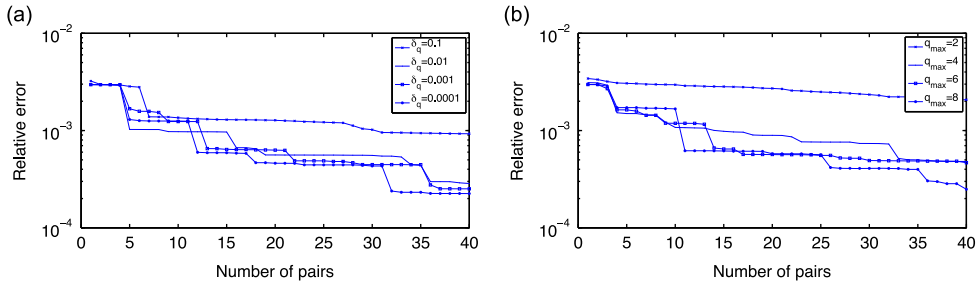 (a)
Relative error
10⁻²
10⁻³
10⁻⁴
δq=0.1
δq=0.01
δq=0.001
δq=0.0001
0 5 10 15 20 25 30 35 40
Number of pairs
(b)
Relative error
10⁻²
10⁻³
10⁻⁴
qmax=2
qmax=4
qmax=6
qmax=8
0 5 10 15 20 25 30 35 40
Number of pairs